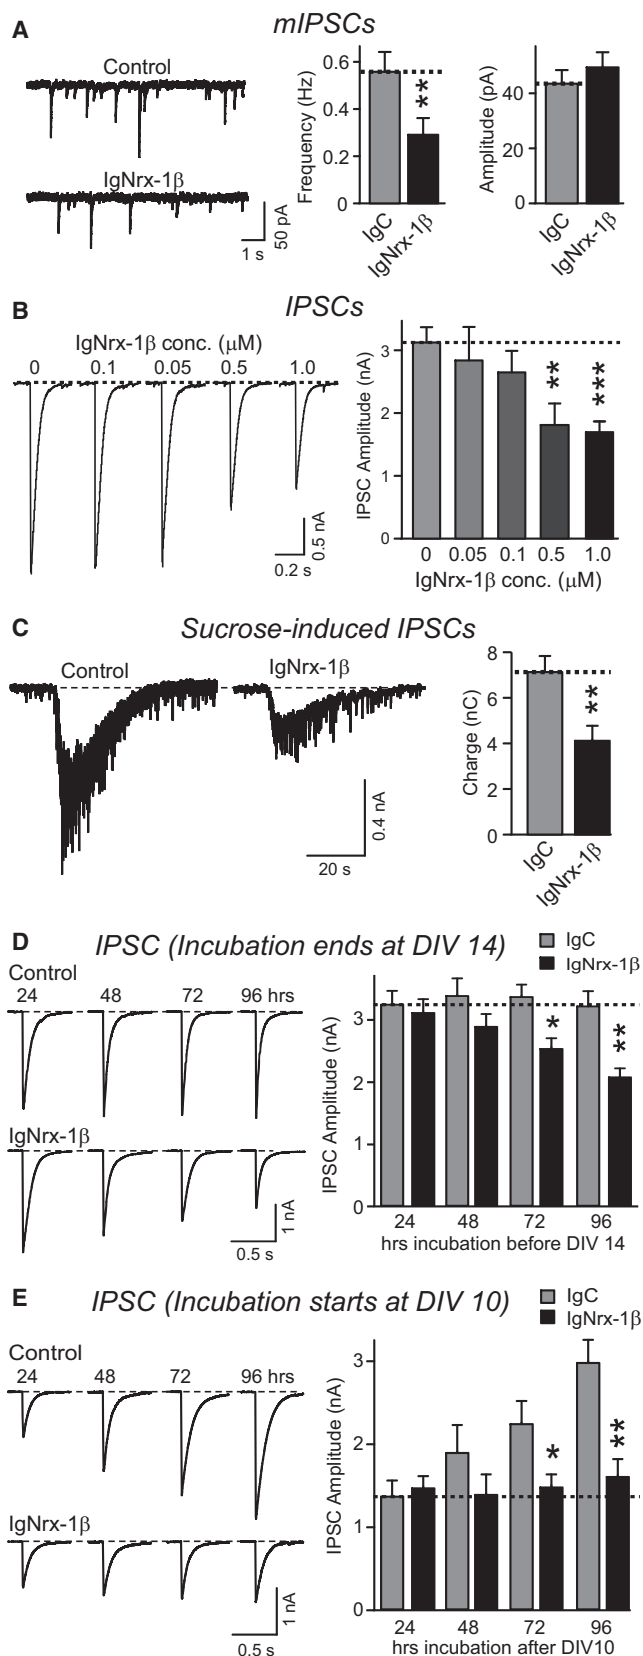 A
mIPSCs
Control
IgNrx-1β
1 s
50 pA
Frequency (Hz)
0.6
0.4
0.2
0
**
IgC
IgNrx-1β
Amplitude (pA)
40
20
0
IgC
IgNrx-1β
B
IPSCs
IgNrx-1β conc. (μM)
0 0.1 0.05 0.5 1.0
0.2 s
0.5 nA
IPSC Amplitude (nA)
3
2
1
0
** ***
0 0.05 0.1 0.5 1.0
IgNrx-1β conc. (μM)
C
Sucrose-induced IPSCs
Control
IgNrx-1β
20 s
0.4 nA
Charge (nC)
8
6
4
2
0
**
IgC
IgNrx-1β
D
IPSC (Incubation ends at DIV 14)
IgC
IgNrx-1β
Control
24 48 72 96 hrs
IgNrx-1β
0.5 s
1 nA
IPSC Amplitude (nA)
3
2
1
0
* **
24 48 72 96
hrs incubation before DIV 14
E
IPSC (Incubation starts at DIV 10)
IgC
IgNrx-1β
Control
24 48 72 96 hrs
IgNrx-1β
0.5 s
1 nA
IPSC Amplitude (nA)
3
2
1
0
* **
24 48 72 96
hrs incubation after DIV10